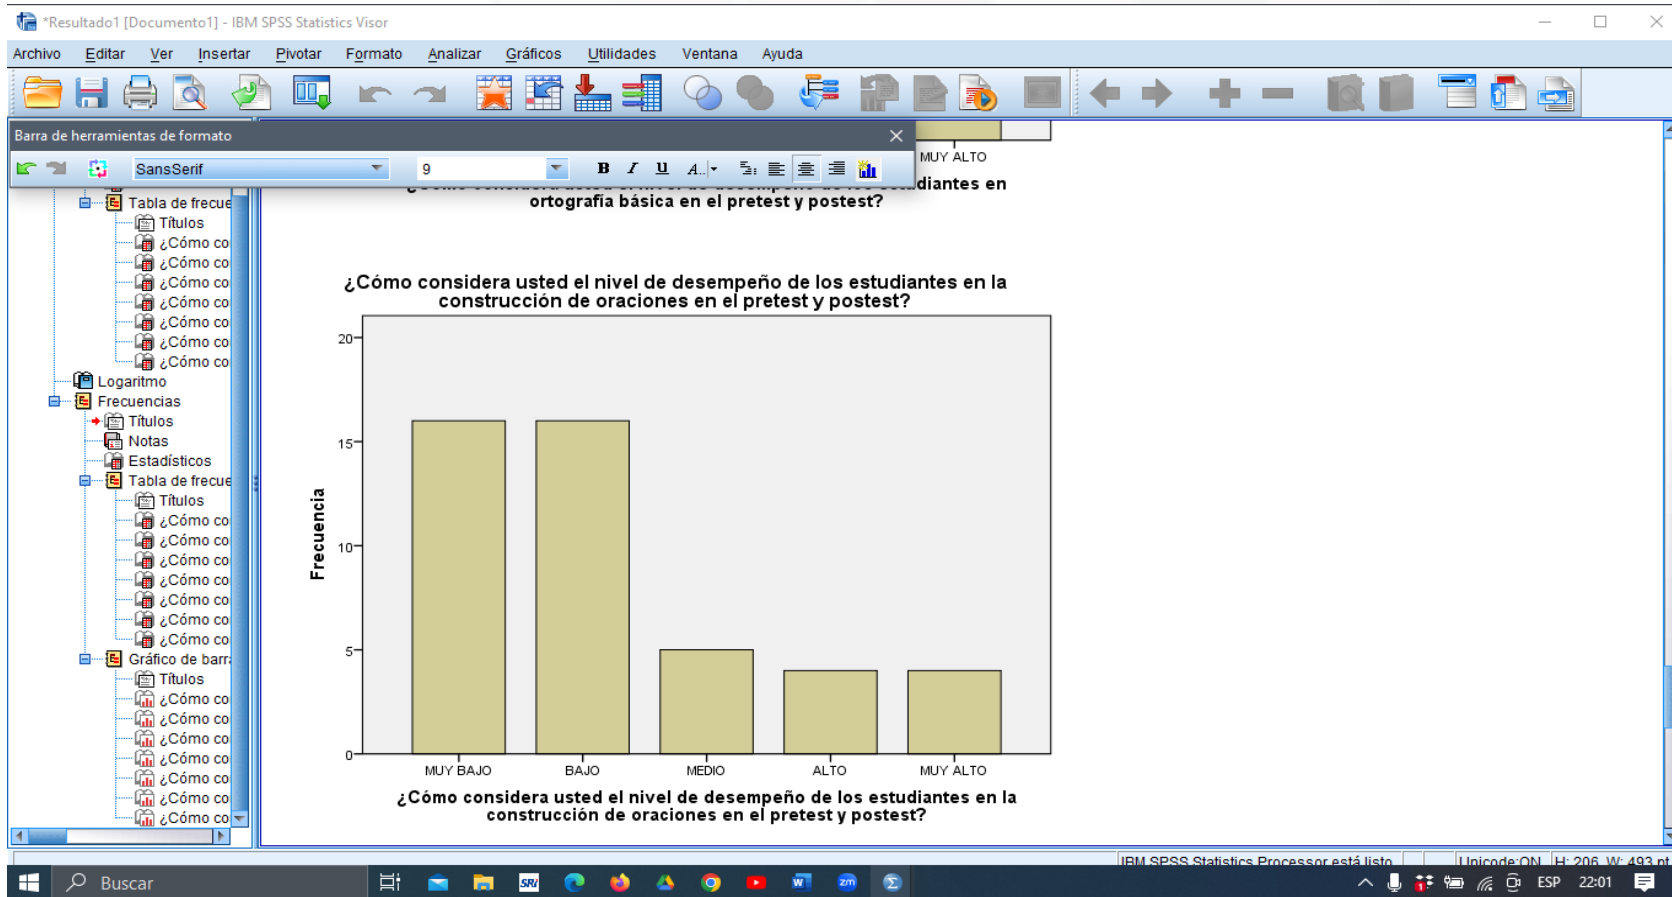 *Resultado1 [Documento1] - IBM SPSS Statistics Visor
Archivo Editar Ver Insertar Pivotar Formato Analizar Gráficos Utilidades Ventana Ayuda
Barra de herramientas de formato
SansSerif 9 B I U A..
MUY ALTO
ortografía básica en el pretest y postest?
Tabla de frecue
Títulos
¿Cómo co
¿Cómo co
¿Cómo co
¿Cómo co
¿Cómo co
¿Cómo co
¿Cómo co
Logaritmo
Frecuencias
Títulos
Notas
Estadísticos
Tabla de frecue
Títulos
¿Cómo co
¿Cómo co
¿Cómo co
¿Cómo co
¿Cómo co
¿Cómo co
¿Cómo co
Gráfico de barra
Títulos
¿Cómo co
¿Cómo co
¿Cómo co
¿Cómo co
¿Cómo co
¿Cómo co
¿Cómo co
¿Cómo considera usted el nivel de desempeño de los estudiantes en la
construcción de oraciones en el pretest y postest?
20
15
10
5
0
Frecuencia
MUY BAJO BAJO MEDIO ALTO MUY ALTO
¿Cómo considera usted el nivel de desempeño de los estudiantes en la
construcción de oraciones en el pretest y postest?
IBM SPSS Statistics Processor está listo Unicode:ON H: 206, W: 493 pt
Buscar SRi W zm Σ ESP 22:01